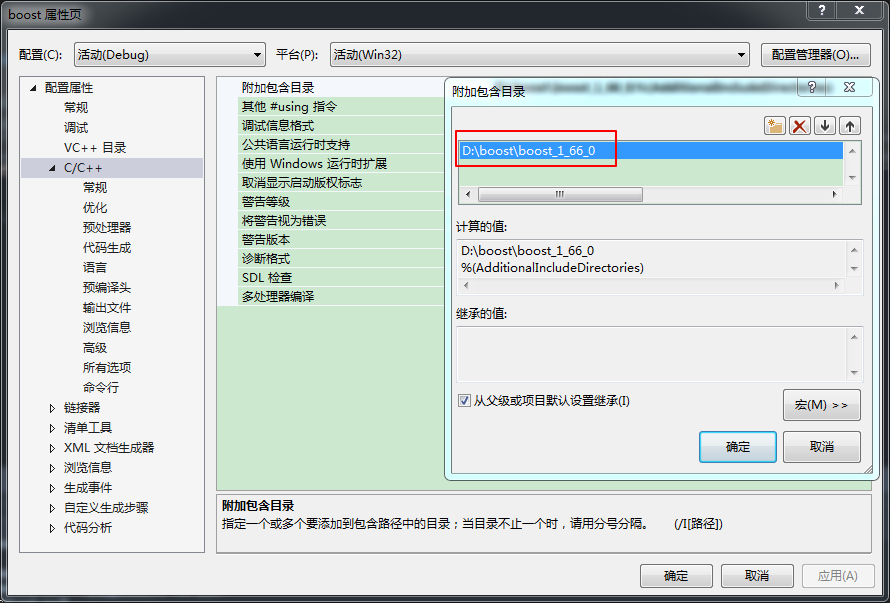 boost 属性页
配置(C):
活动(Debug)
平台(P):
活动(Win32)
配置管理器(O)...
配置属性
常规
调试
VC++ 目录
C/C++
常规
优化
预处理器
代码生成
语言
预编译头
输出文件
浏览信息
高级
所有选项
命令行
链接器
清单工具
XML 文档生成器
浏览信息
生成事件
自定义生成步骤
代码分析
附加包含目录
其他 #using 指令
调试信息格式
公共语言运行时支持
使用 Windows 运行时扩展
取消显示启动版权标志
警告等级
将警告视为错误
警告版本
诊断格式
SDL 检查
多处理器编译
附加包含目录
D:\boost\boost_1_66_0
计算的值:
D:\boost\boost_1_66_0
%(AdditionalIncludeDirectories)
继承的值:
从父级或项目默认设置继承(I)
宏(M) >>
确定
取消
附加包含目录
指定一个或多个要添加到包含路径中的目录；当目录不止一个时，请用分号分隔。 (/I[路径])
确定
取消
应用(A)